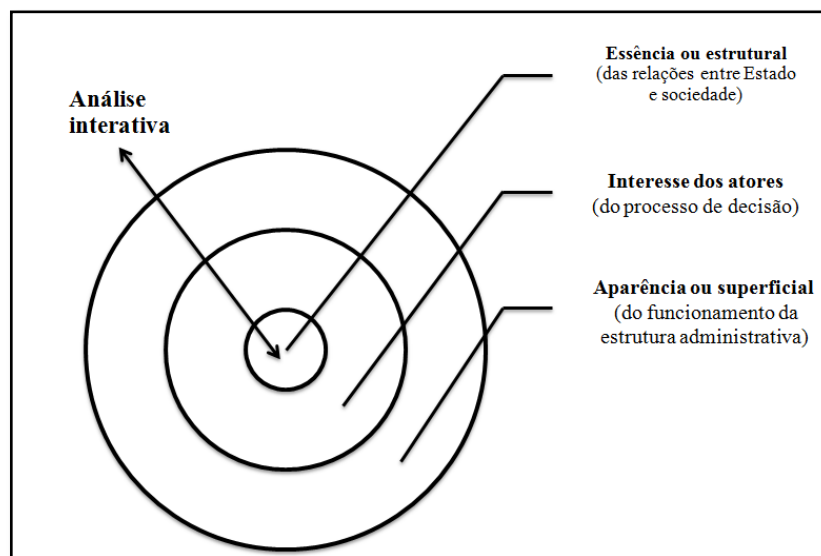 Análise
interativa
Essência ou estrutural
(das relações entre Estado
e sociedade)
Interesse dos atores
(do processo de decisão)
Aparência ou superficial
(do funcionamento da
estrutura administrativa)